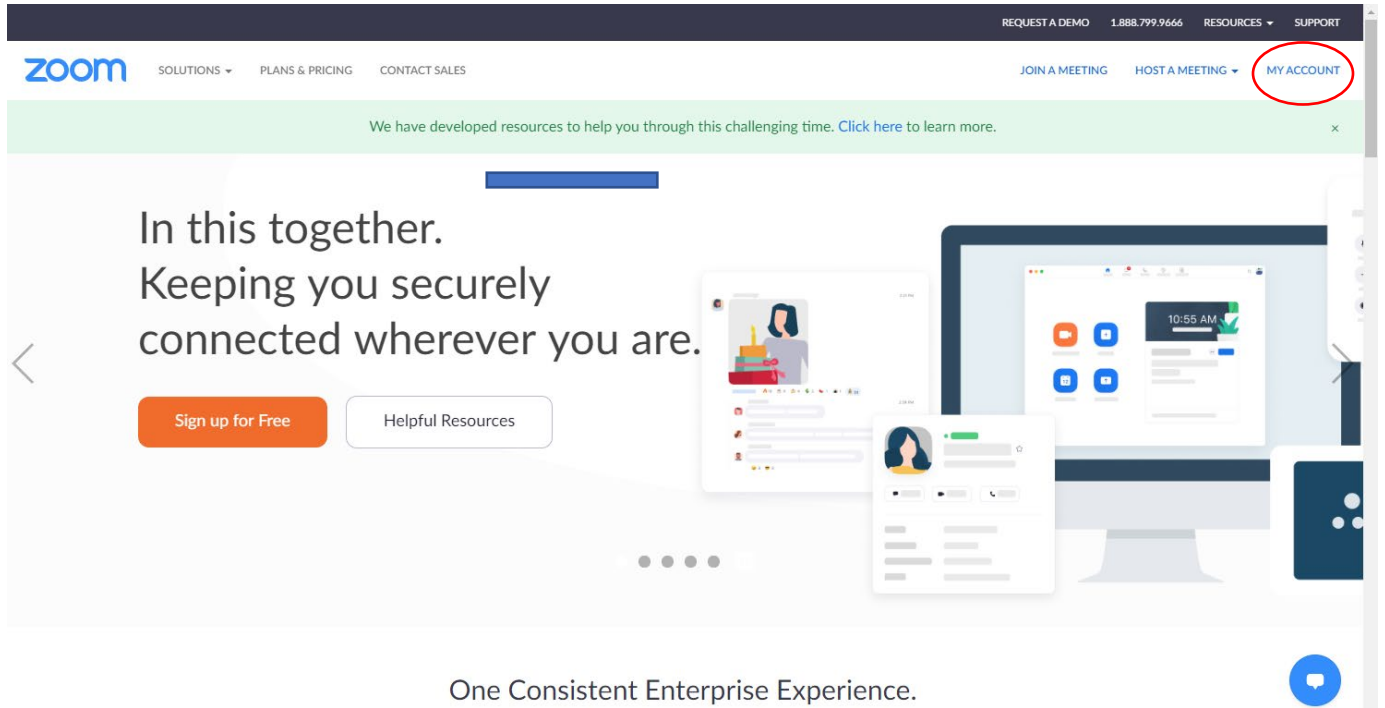 REQUEST A DEMO 1.888.799.9666 RESOURCES SUPPORT
zoom SOLUTIONS PLANS & PRICING CONTACT SALES JOIN A MEETING HOST A MEETING MY ACCOUNT
We have developed resources to help you through this challenging time. Click here to learn more. ×
In this together.
Keeping you securely
connected wherever you are.
10:55 AM
Sign up for Free Helpful Resources
One Consistent Enterprise Experience.